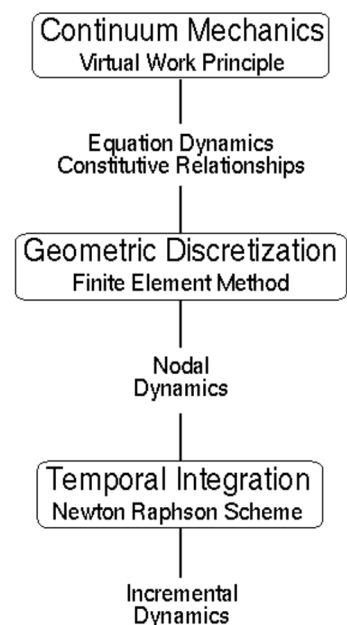 Continuum Mechanics
Virtual Work Principle
Equation Dynamics
Constitutive Relationships
Geometric Discretization
Finite Element Method
Nodal
Dynamics
Temporal Integration
Newton Raphson Scheme
Incremental
Dynamics